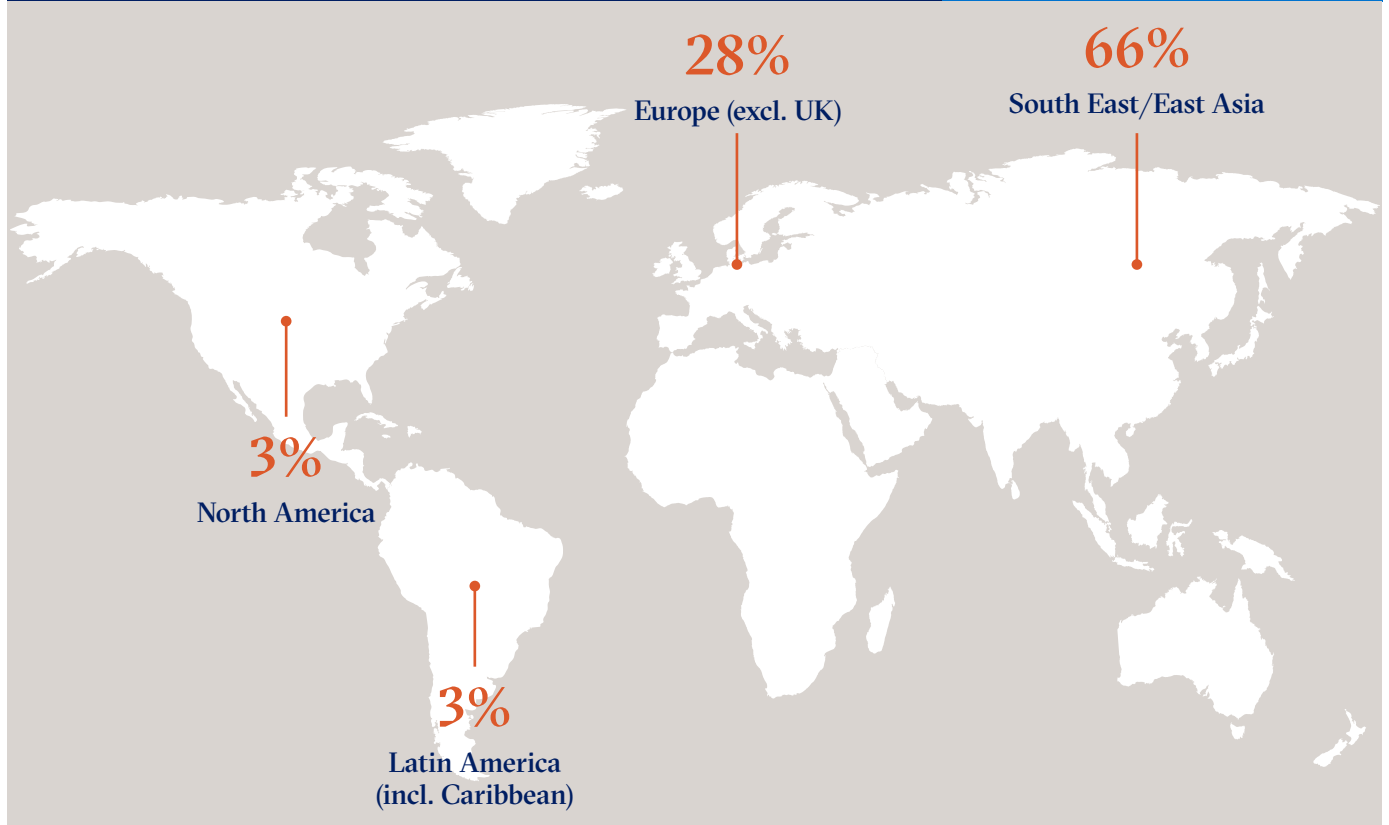 28%
Europe (excl. UK)
66%
South East/East Asia
3%
North America
3%
Latin America
(incl. Caribbean)